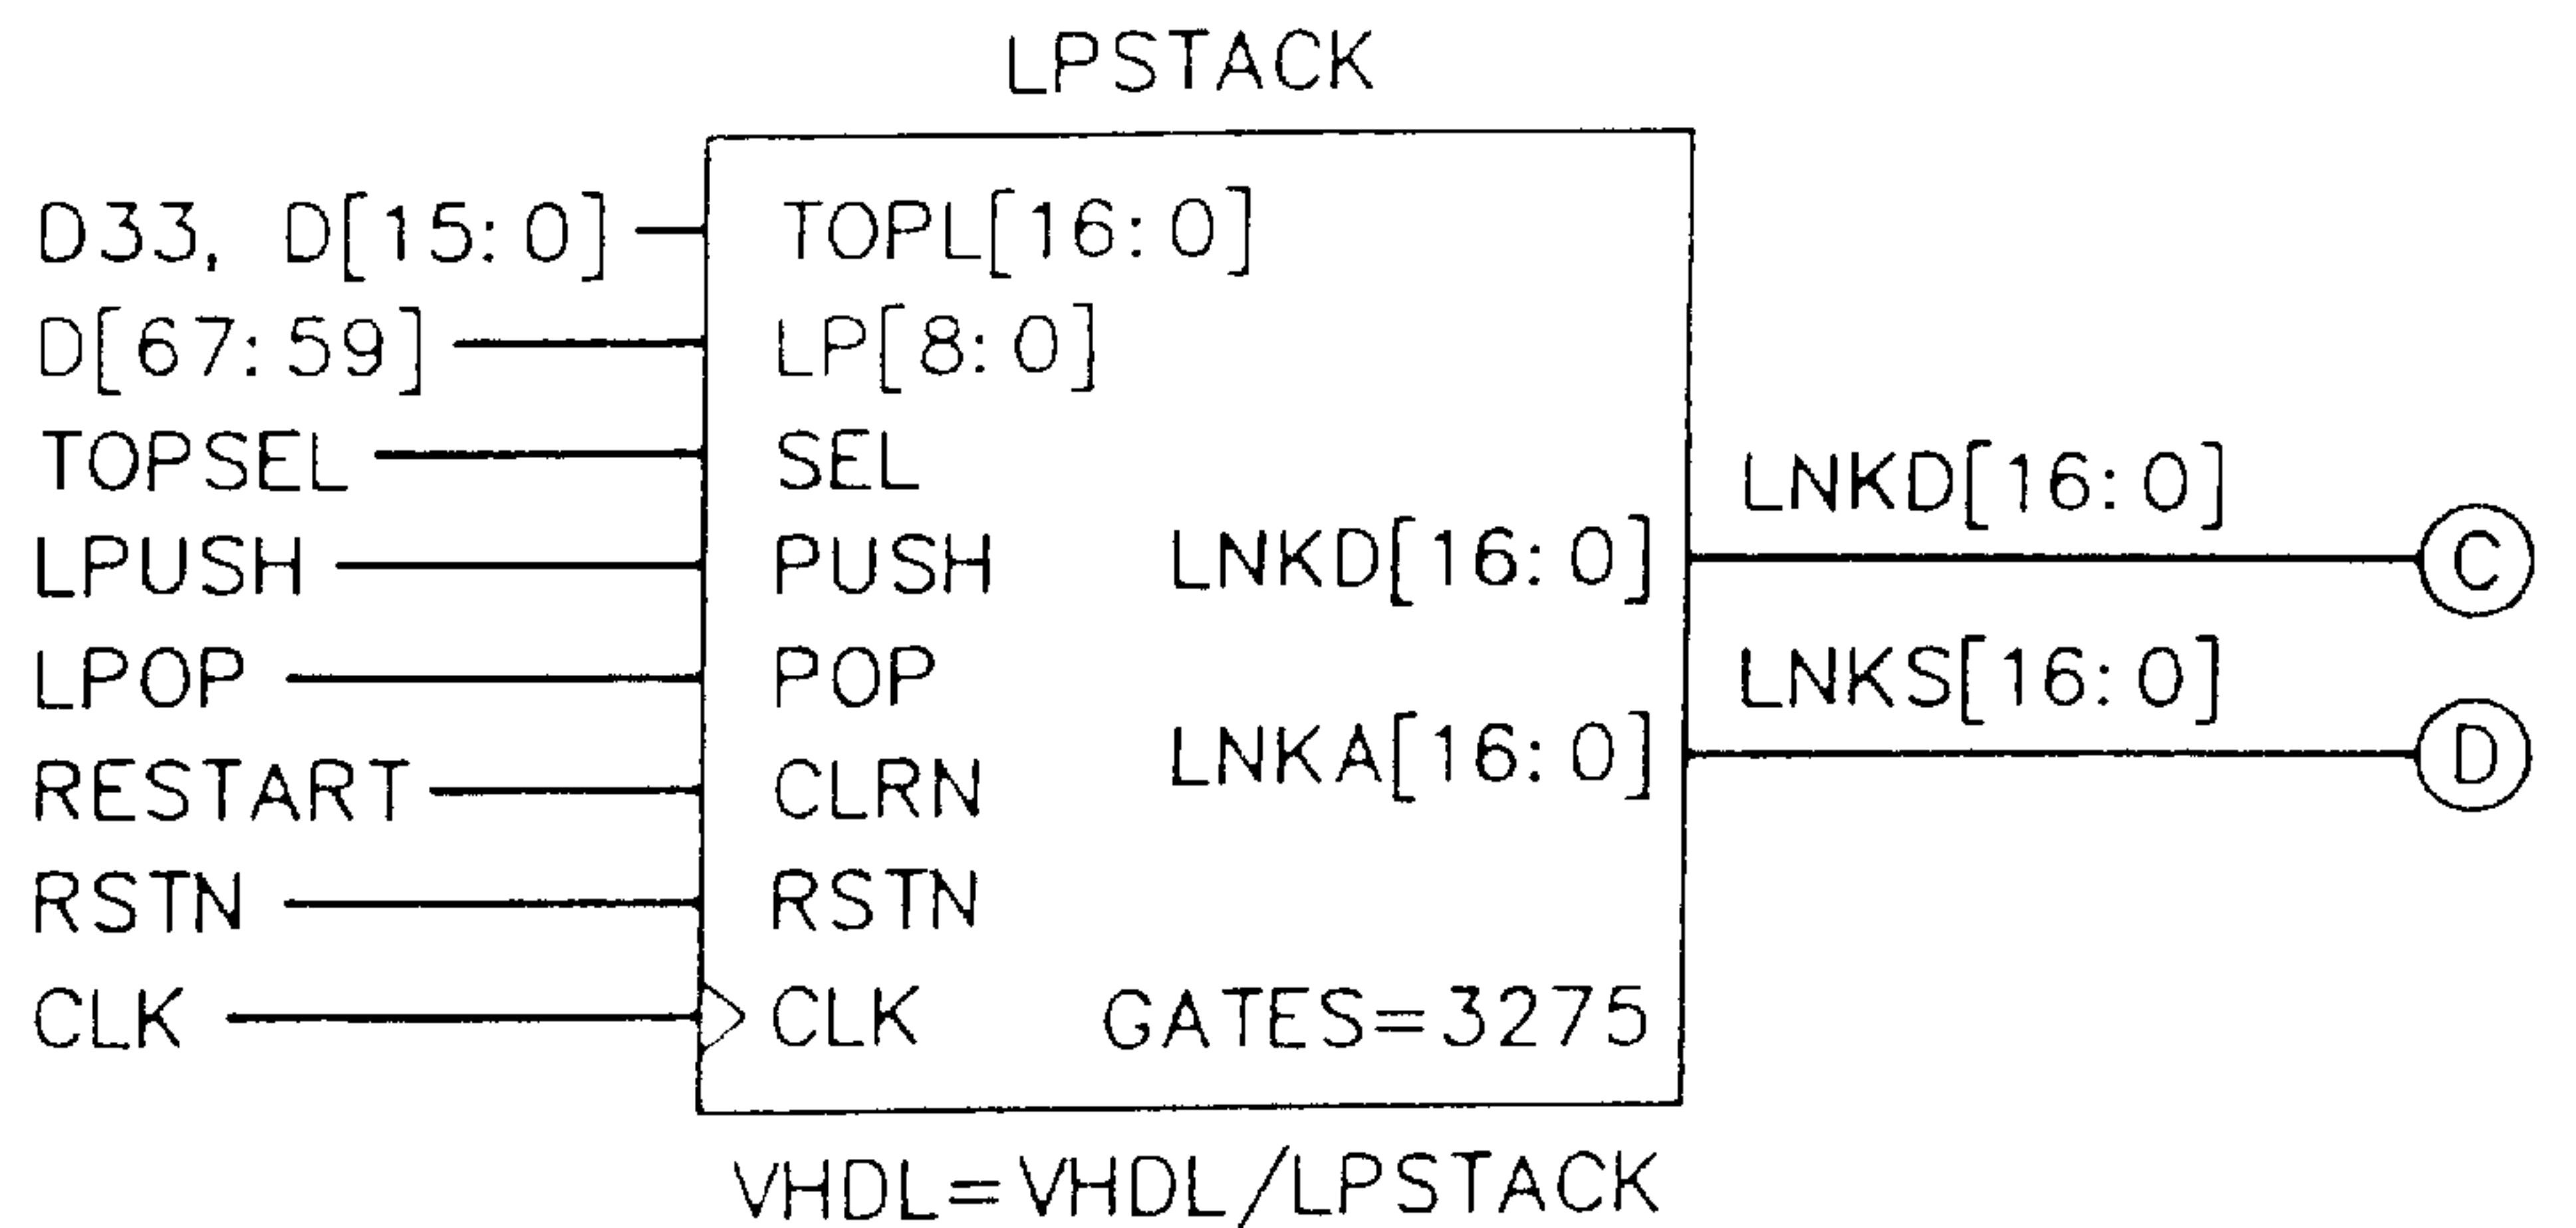 LPSTACK
D33, D[15:0] TOPL[16:0]
D[67:59] LP[8:0]
TOPSEL SEL LNKD[16:0]
LPUSH PUSH LNKD[16:0] C
LPOP POP LNKS[16:0]
RESTART CLRN LNKA[16:0] D
RSTN RSTN
CLK CLK GATES=3275
VHDL=VHDL/LPSTACK